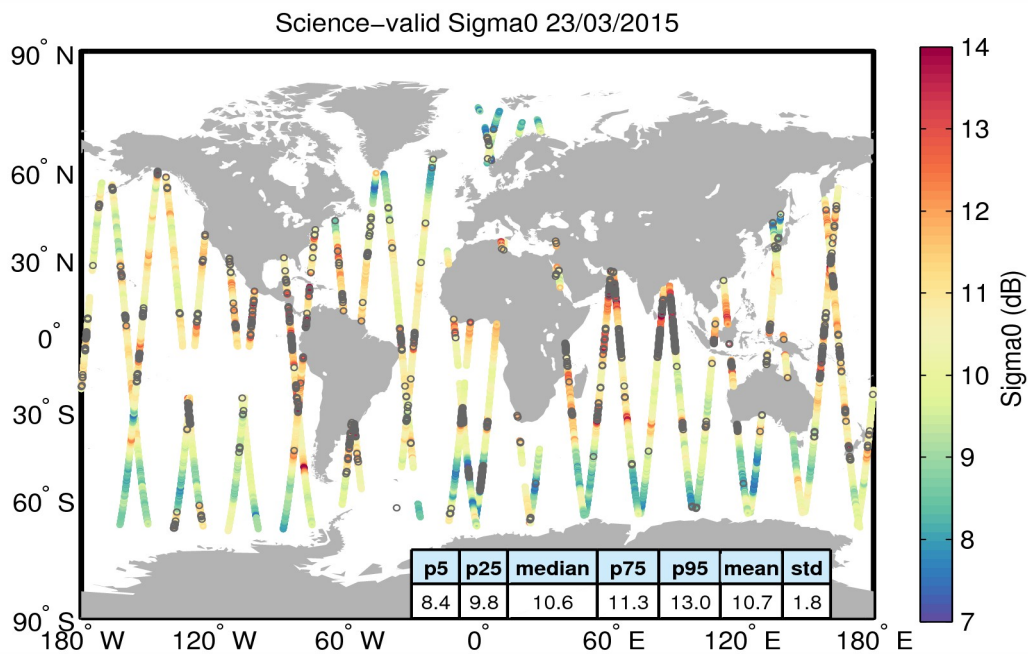 Science−valid Sigma0 23/03/2015
90° N
60° N
30° N
0°
30° S
60° S
90° S
180° W
120° W
60° W
0°
60° E
120° E
180° E
14
13
12
11
10
9
8
7
Sigma0 (dB)
p5 p25 median p75 p95 mean std
8.4 9.8 10.6 11.3 13.0 10.7 1.8